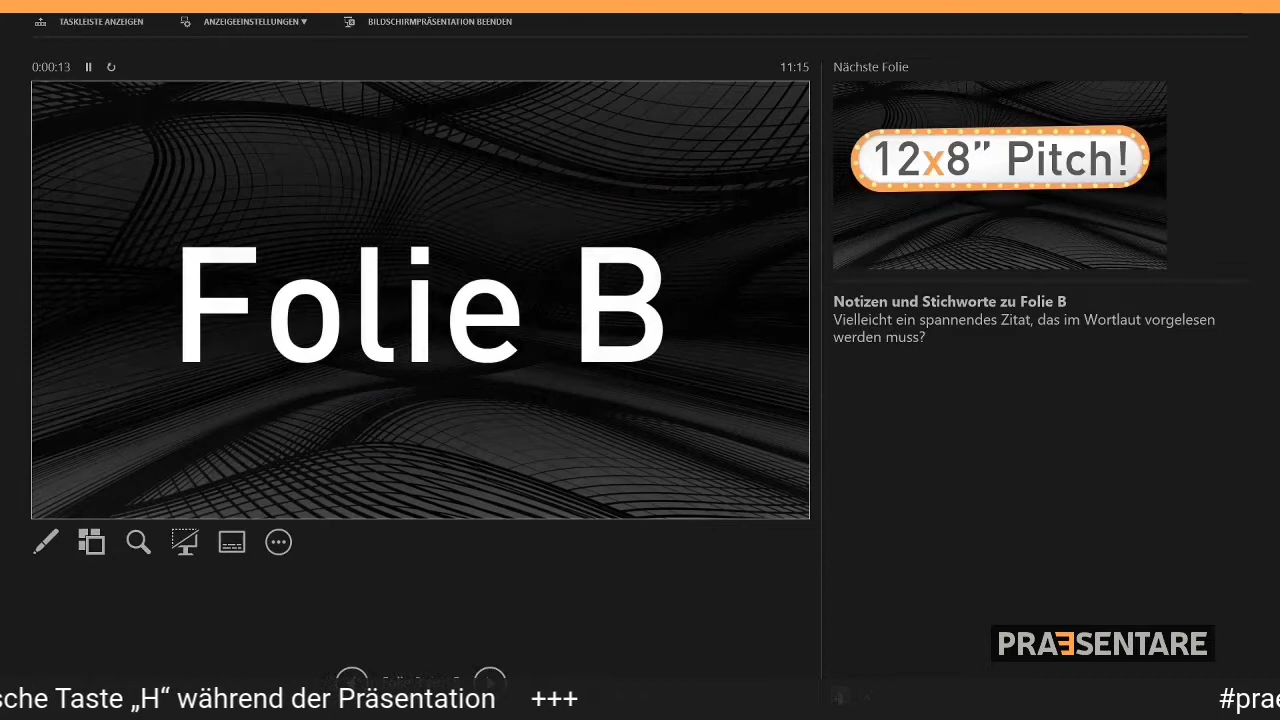 TASKLEISTE ANZEIGEN
ANZEIGEEINSTELLUNGEN ▼
BILDSCHIRMPRÄSENTATION BEENDEN
0:00:13
11:15
Folie B
Nächste Folie
12x8” Pitch!
Notizen und Stichworte zu Folie B
Vielleicht ein spannendes Zitat, das im Wortlaut vorgelesen
werden muss?
PRAESENTARE
sche Taste „H“ während der Präsentation +++ #prae